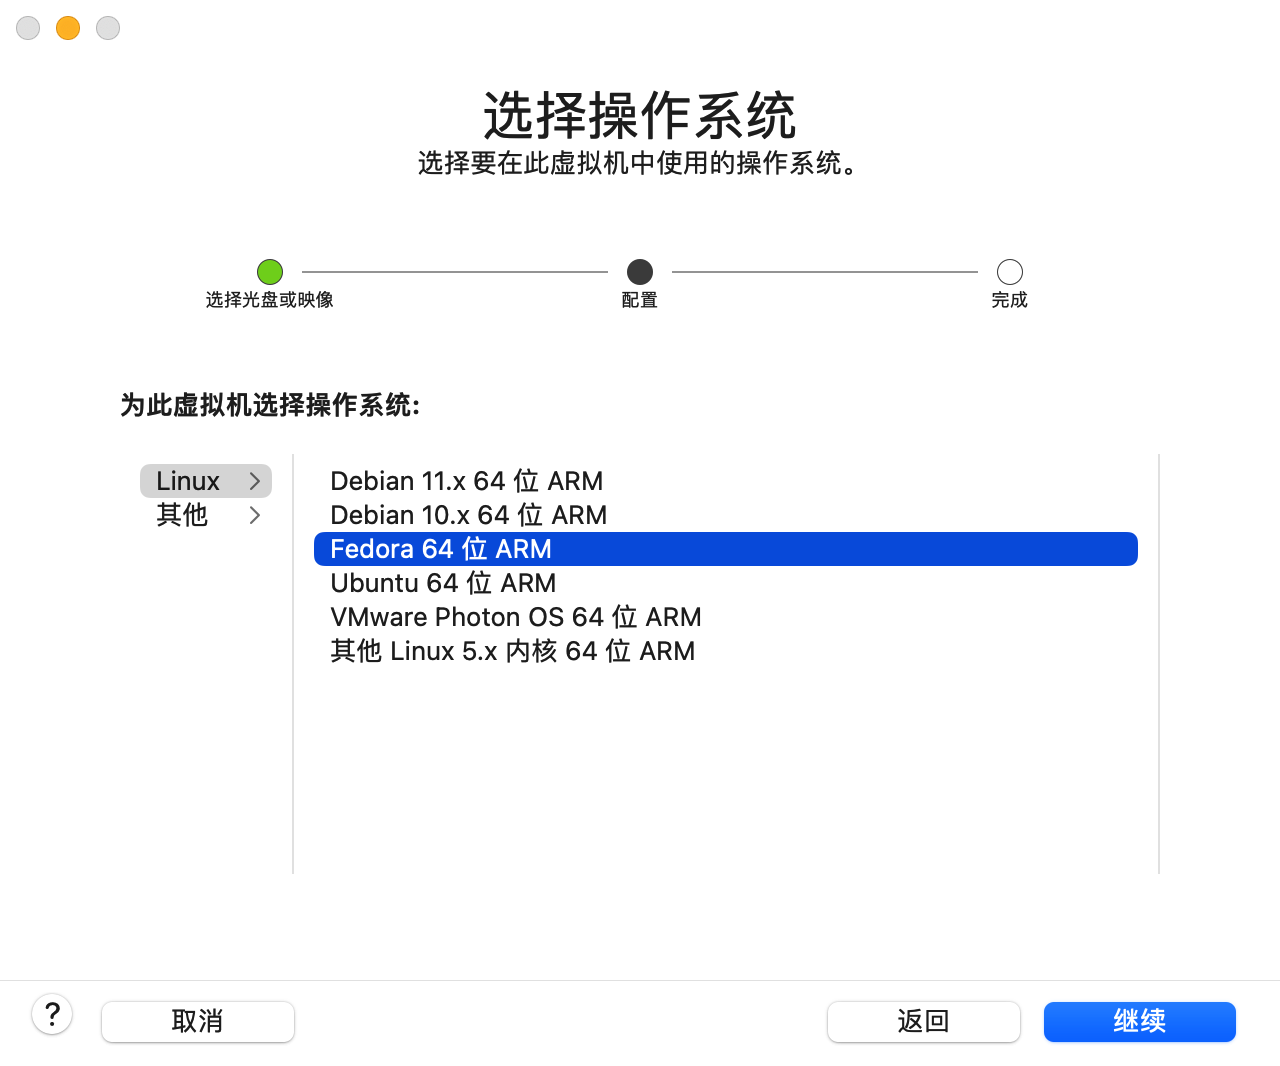 选择操作系统
选择要在此虚拟机中使用的操作系统。
选择光盘或映像
配置
完成
为此虚拟机选择操作系统:
Linux
其他
Debian 11.x 64 位 ARM
Debian 10.x 64 位 ARM
Fedora 64 位 ARM
Ubuntu 64 位 ARM
VMware Photon OS 64 位 ARM
其他 Linux 5.x 内核 64 位 ARM
?
取消
返回
继续